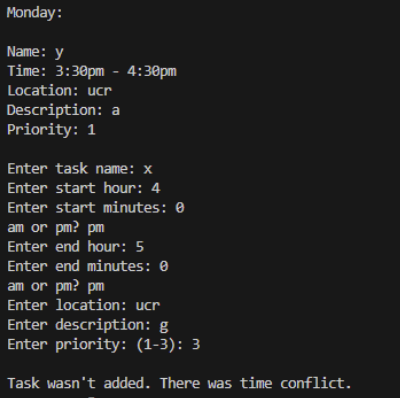 Monday:
Name: y
Time: 3:30pm - 4:30pm
Location: ucr
Description: a
Priority: 1
Enter task name: x
Enter start hour: 4
Enter start minutes: 0
am or pm? pm
Enter end hour: 5
Enter end minutes: 0
am or pm? pm
Enter location: ucr
Enter description: g
Enter priority: (1-3): 3
Task wasn't added. There was time conflict.